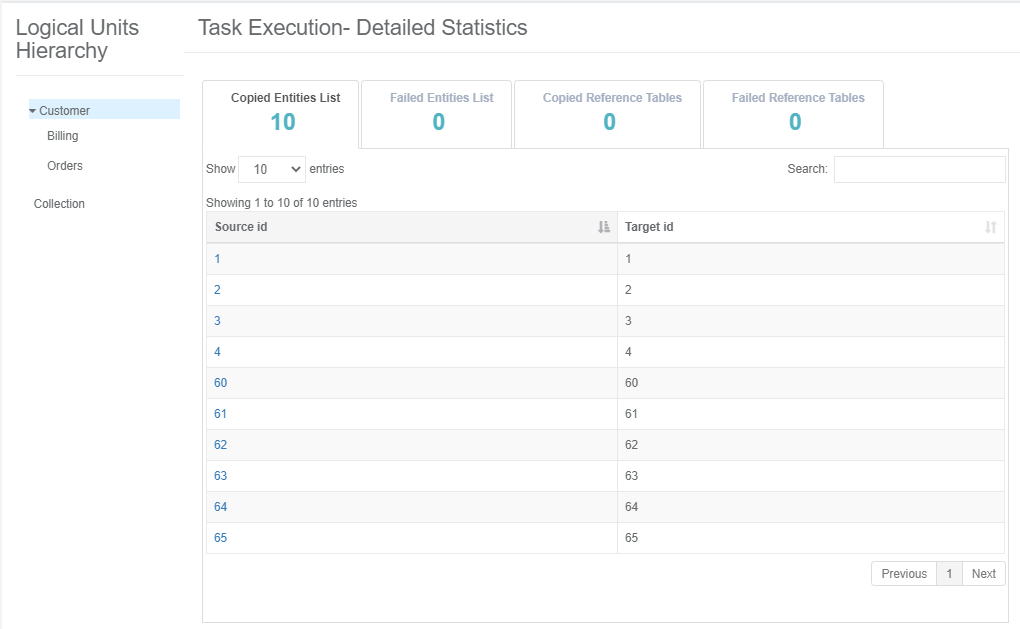 Logical Units
Hierarchy
Task Execution- Detailed Statistics
Customer
Billing
Orders
Collection
Copied Entities List
10
Failed Entities List
0
Copied Reference Tables
0
Failed Reference Tables
0
Show 10 entries
Search:
Showing 1 to 10 of 10 entries
Source id Target id
1 1
2 2
3 3
4 4
60 60
61 61
62 62
63 63
64 64
65 65
Previous 1 Next